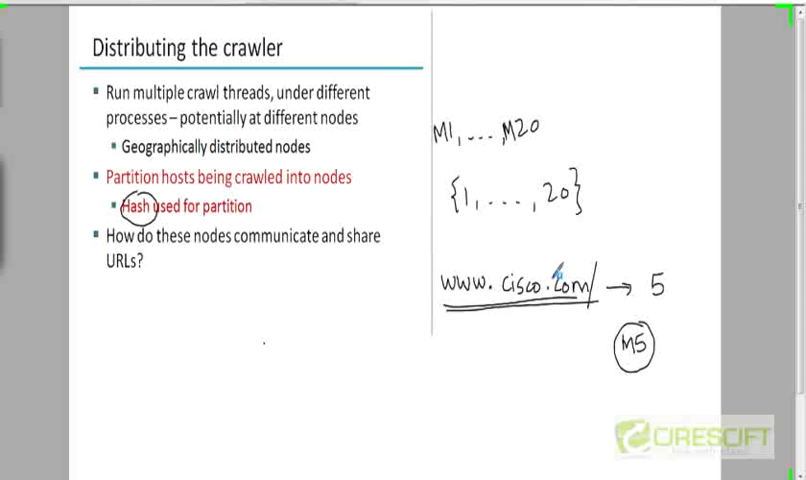 Distributing the crawler
Run multiple crawl threads, under different
processes – potentially at different nodes
Geographically distributed nodes
Partition hosts being crawled into nodes
Hash used for partition
How do these nodes communicate and share
URLs?
M1, ..., M20
{1, ..., 20}
www.cisco.com/ → 5
M5